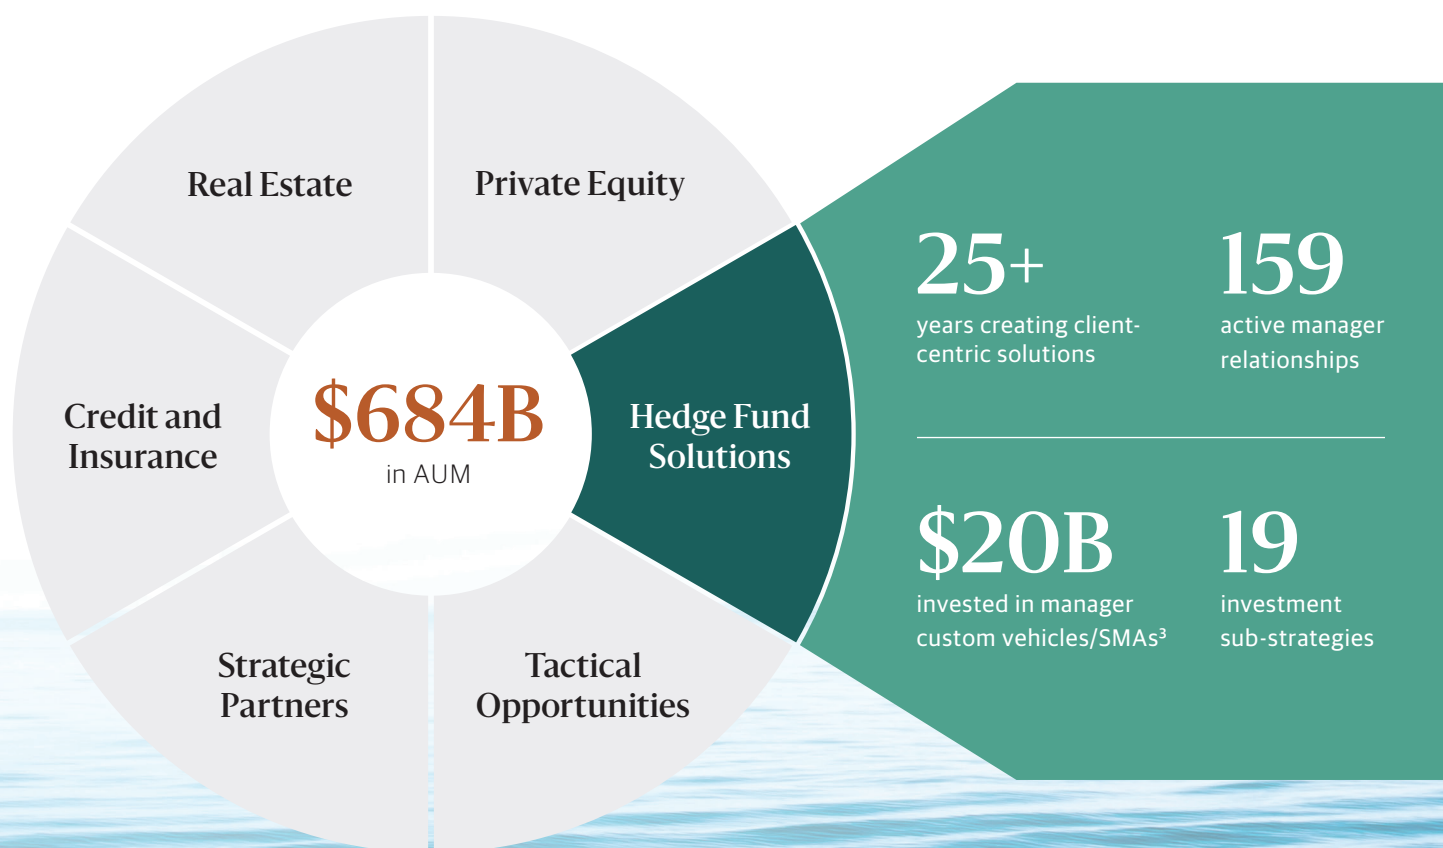 Real Estate
Private Equity
Credit and
Insurance
$684B
in AUM
Hedge Fund
Solutions
Strategic
Partners
Tactical
Opportunities
25+
years creating client-
centric solutions
159
active manager
relationships
$20B
invested in manager
custom vehicles/SMAs³
19
investment
sub-strategies